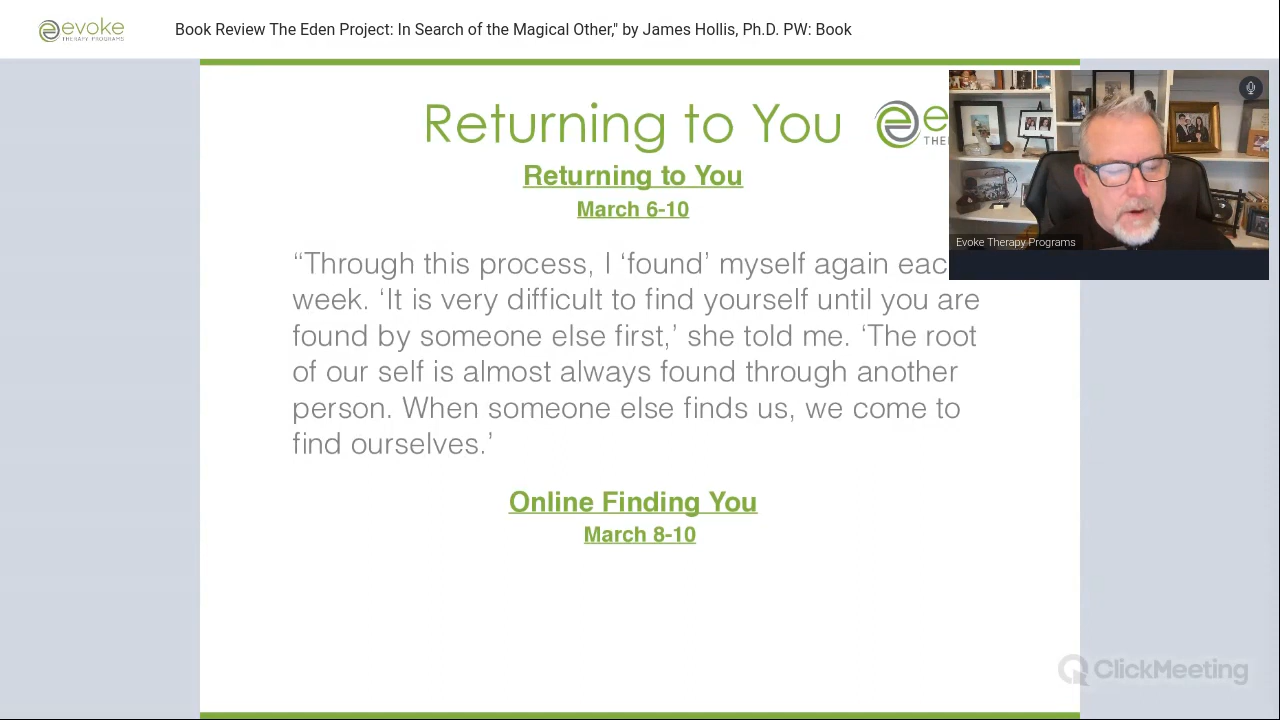 evoke
THERAPY PROGRAMS
Book Review The Eden Project: In Search of the Magical Other," by James Hollis, Ph.D. PW: Book
Returning to You
e
THE
Returning to You
March 6-10
Evoke Therapy Programs
“Through this process, I ‘found’ myself again eac
week. ‘It is very difficult to find yourself until you are
found by someone else first,’ she told me. ‘The root
of our self is almost always found through another
person. When someone else finds us, we come to
find ourselves.’
Online Finding You
March 8-10
ClickMeeting